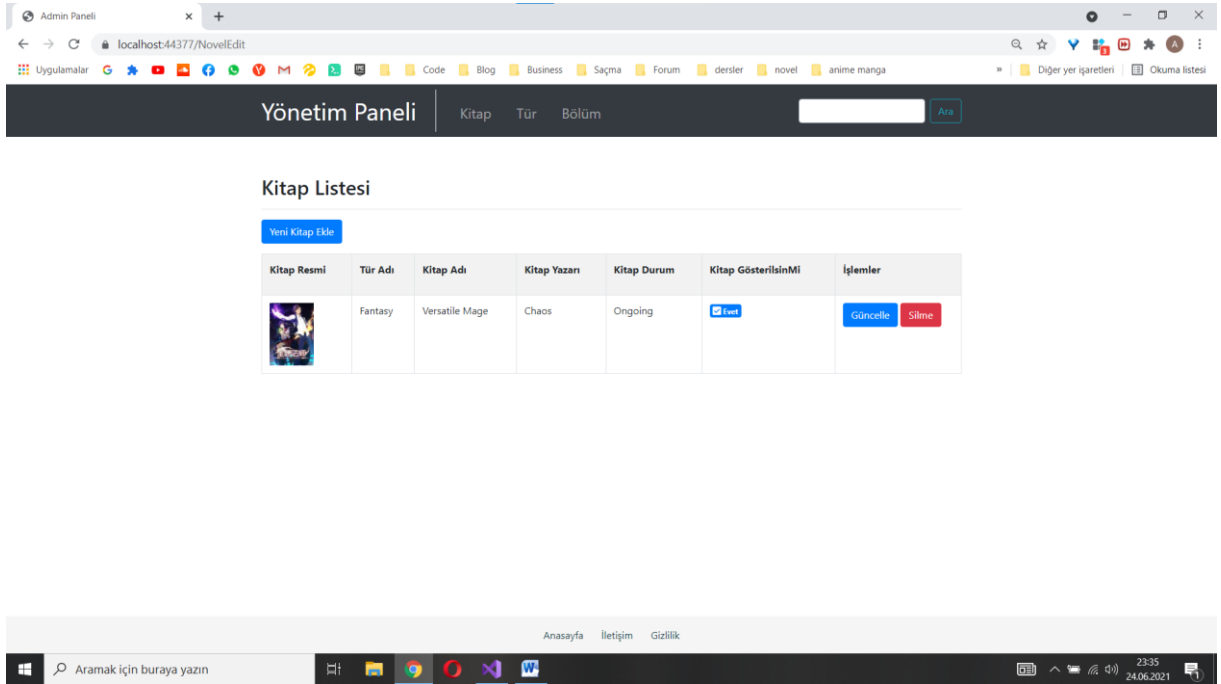 Admin Paneli
localhost:44377/NovelEdit
Uygulamalar Code Blog Business Saçma Forum dersler novel anime manga » Diğer yer işaretleri Okuma listesi
Yönetim Paneli Kitap Tür Bölüm Ara
Kitap Listesi
Yeni Kitap Ekle
Kitap Resmi Tür Adı Kitap Adı Kitap Yazarı Kitap Durum Kitap GösterilsinMi İşlemler
Fantasy Versatile Mage Chaos Ongoing Evet Güncelle Silme
Anasayfa İletişim Gizlilik
Aramak için buraya yazın 23:35
24.06.2021